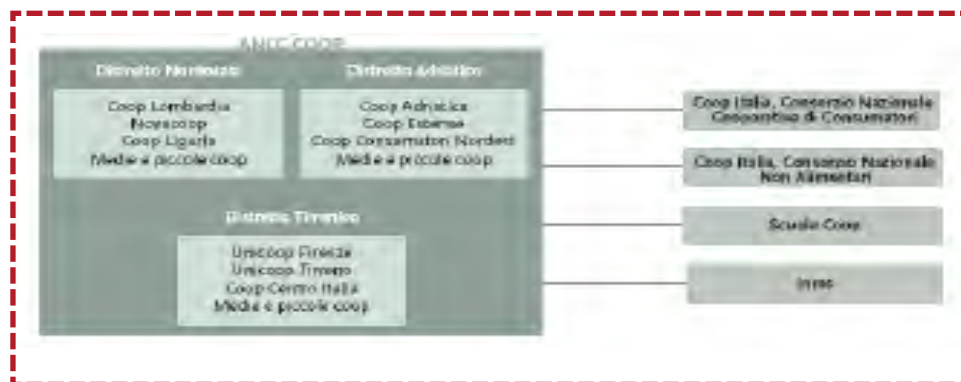 ANCC COOP
Distretto Nordovest
Coop Lombardia
Novacoop
Coop Liguria
Medie e piccole coop
Distretto Adriatico
Coop Adriatica
Coop Estense
Coop Consumatori Nordest
Medie e piccole coop
Distretto Tirrenico
Unicoop Firenze
Unicoop Tirreno
Coop Centro Italia
Medie e piccole coop
Coop Italia, Consorzio Nazionale
Cooperative di Consumatori
Coop Italia, Consorzio Nazionale
Non Alimentari
Scuola Coop
Inres